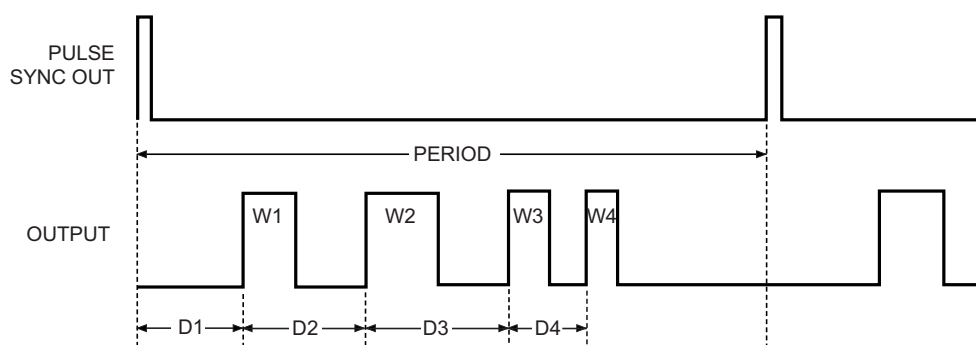 PULSE
SYNC OUT
PERIOD
W1 W2 W3 W4
OUTPUT
D1 D2 D3 D4